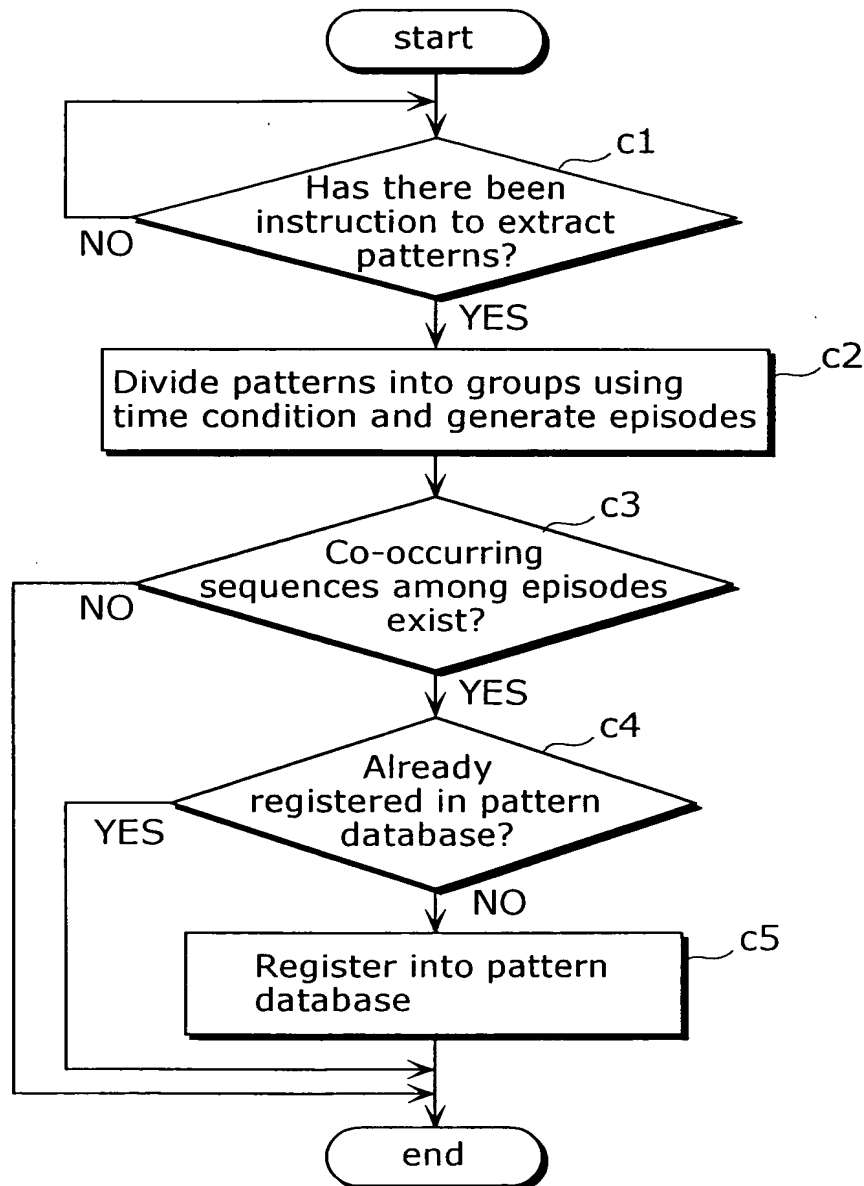 start
c1
Has there been
instruction to extract
patterns?
NO
YES
c2
Divide patterns into groups using
time condition and generate episodes
c3
Co-occurring
sequences among episodes
exist?
NO
YES
c4
Already
registered in pattern
database?
YES
NO
c5
Register into pattern
database
end